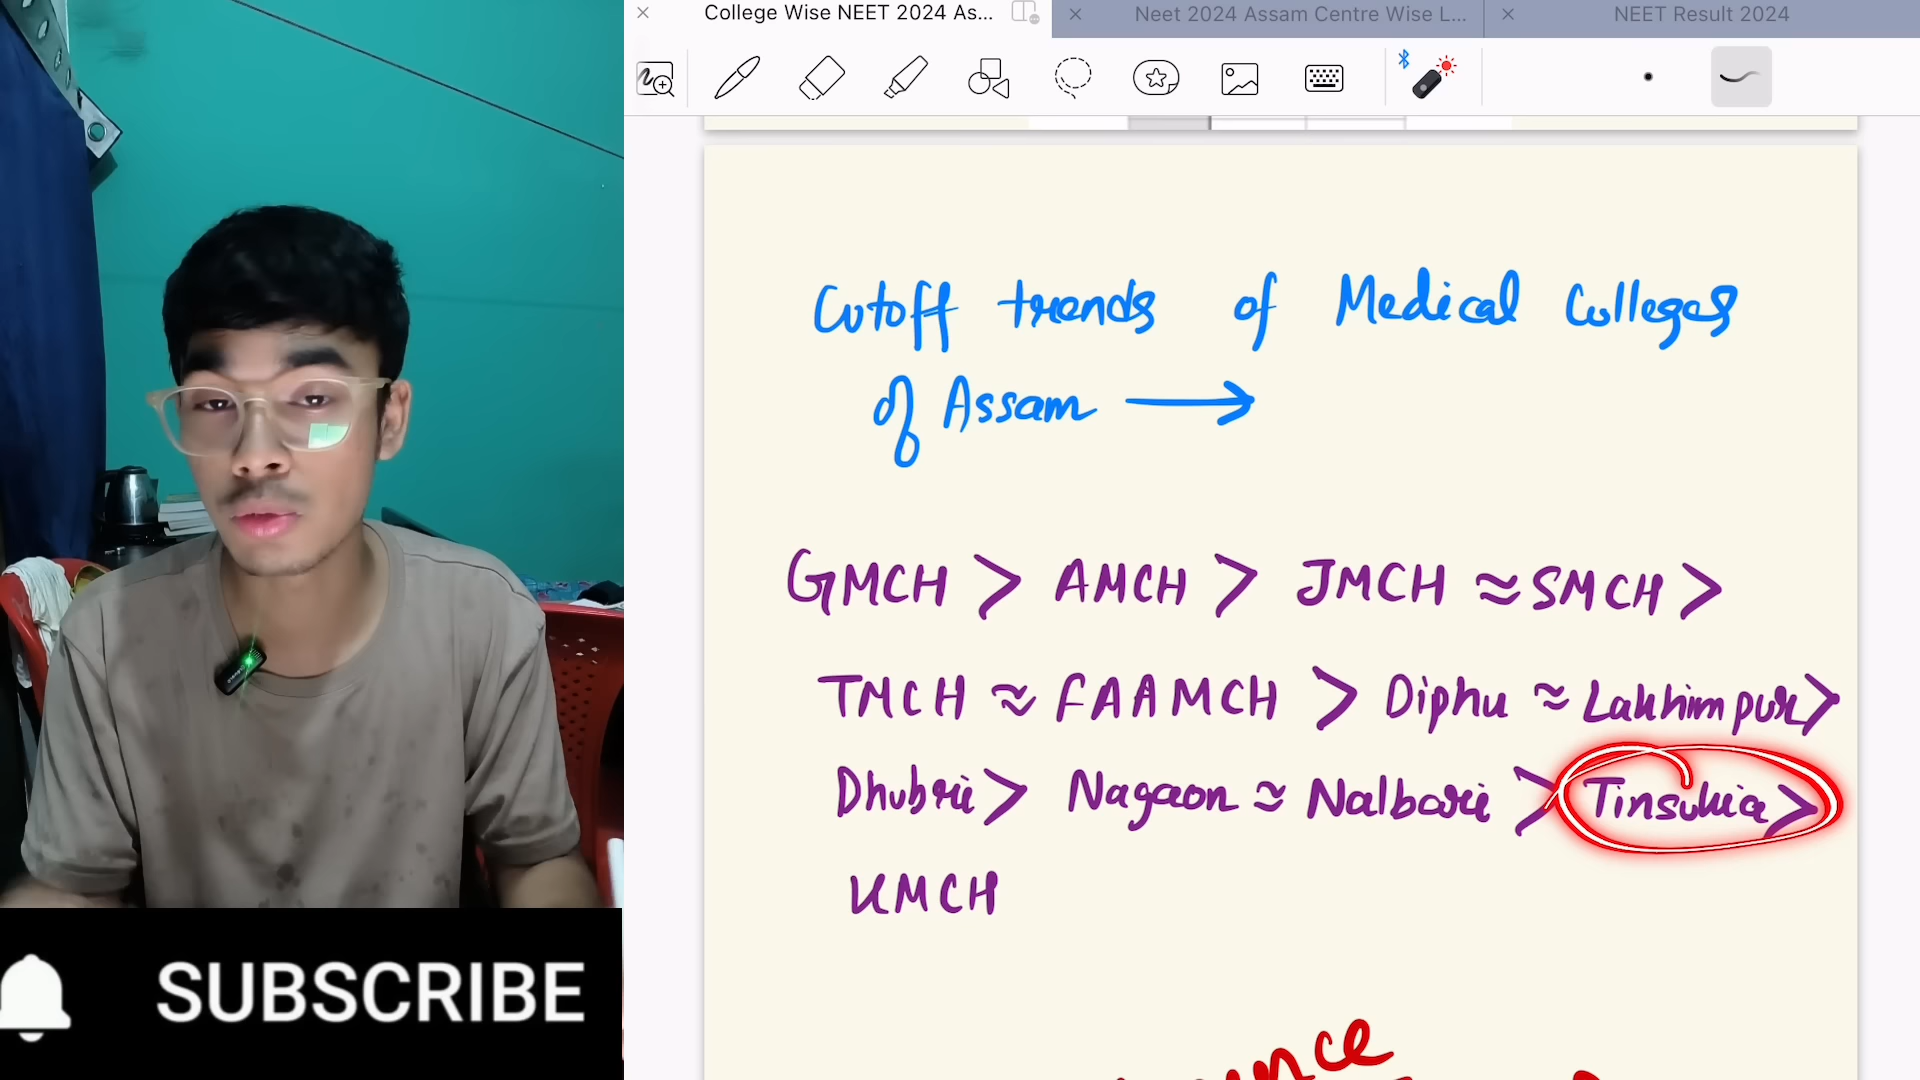 College Wise NEET 2024 As...
Neet 2024 Assam Centre Wise L...
NEET Result 2024
Cutoff trends of Medical Colleges
of Assam →
GMCH > AMCH > JMCH ≈ SMCH >
TMCH ≈ FAAMCH > Diphu ≈ Lakhimpur >
Dhubri > Nagaon ≈ Nalbari > Tinsukia >
KMCH
SUBSCRIBE